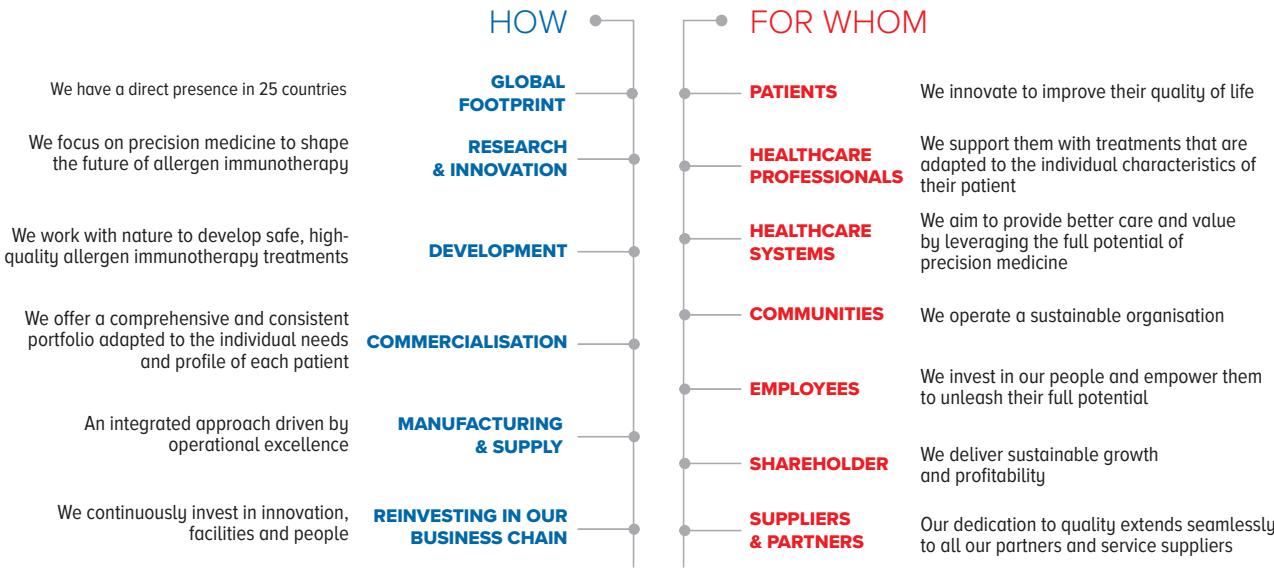 HOW
We have a direct presence in 25 countries
GLOBAL
FOOTPRINT
We focus on precision medicine to shape
the future of allergen immunotherapy
RESEARCH
& INNOVATION
We work with nature to develop safe, high-
quality allergen immunotherapy treatments
DEVELOPMENT
We offer a comprehensive and consistent
portfolio adapted to the individual needs
and profile of each patient
COMMERCIALISATION
An integrated approach driven by
operational excellence
MANUFACTURING
& SUPPLY
We continuously invest in innovation,
facilities and people
REINVESTING IN OUR
BUSINESS CHAIN
FOR WHOM
PATIENTS
We innovate to improve their quality of life
HEALTHCARE
PROFESSIONALS
We support them with treatments that are
adapted to the individual characteristics of
their patient
HEALTHCARE
SYSTEMS
We aim to provide better care and value
by leveraging the full potential of
precision medicine
COMMUNITIES
We operate a sustainable organisation
EMPLOYEES
We invest in our people and empower them
to unleash their full potential
SHAREHOLDER
We deliver sustainable growth
and profitability
SUPPLIERS
& PARTNERS
Our dedication to quality extends seamlessly
to all our partners and service suppliers